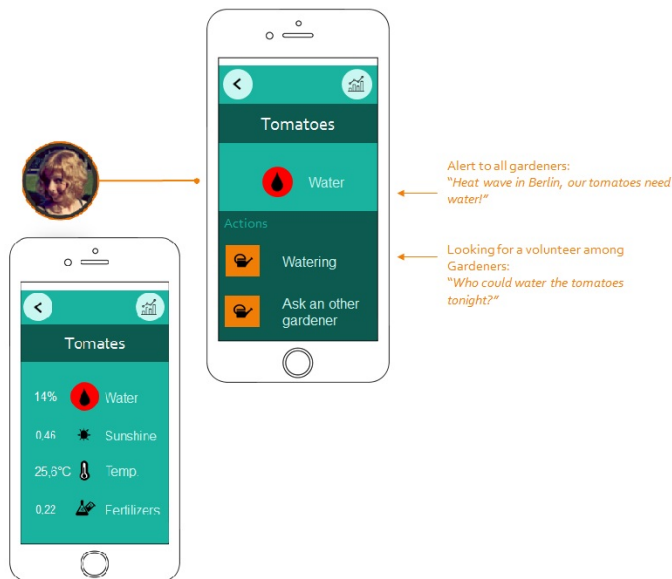 Tomatoes
Water
Actions
Watering
Ask an other
gardener
Alert to all gardeners:
"Heat wave in Berlin, our tomatoes need
water!"
Looking for a volunteer among
Gardeners:
"Who could water the tomatoes
tonight?"
Tomates
14% Water
0,46 Sunshine
25,6°C Temp.
0,22 Fertilizers